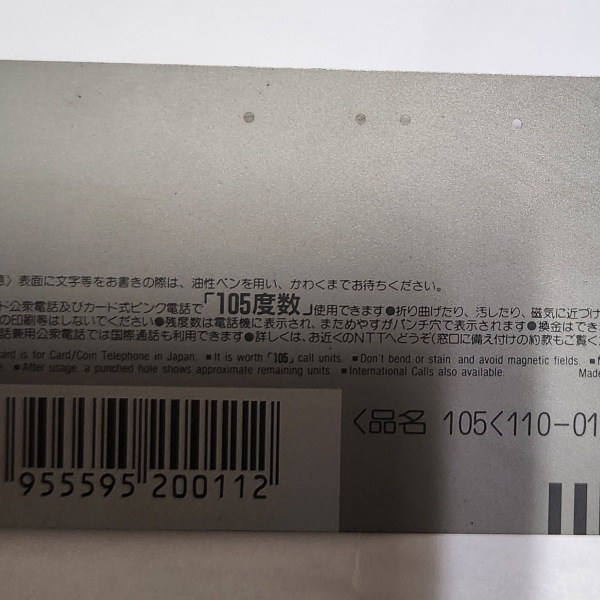 〉表面に文字等をお書きの際は、油性ペンを用い、かわくまでお待ちください。
ド公衆電話及びカード式ピンク電話で「105度数」使用できます●折り曲げたり、汚したり、磁気に近づけ
の印刷等はしないでください●残度数は電話機に表示され、まためやすがパンチ穴で表示されます●換金はでき
話兼用公衆電話では国際通話も利用できます●詳しくは、お近くのNTTへどうぞ(窓口に備え付けの約款もご覧く
card is for Card/Coin Telephone in Japan. ■It is worth「105」call units. ■Don't bend or stain and avoid magnetic fields. ■
■After usage, a punched hole shows approximate remaining units. ■International Calls also available. Made
955595 200112
〈品名 105〈110-01